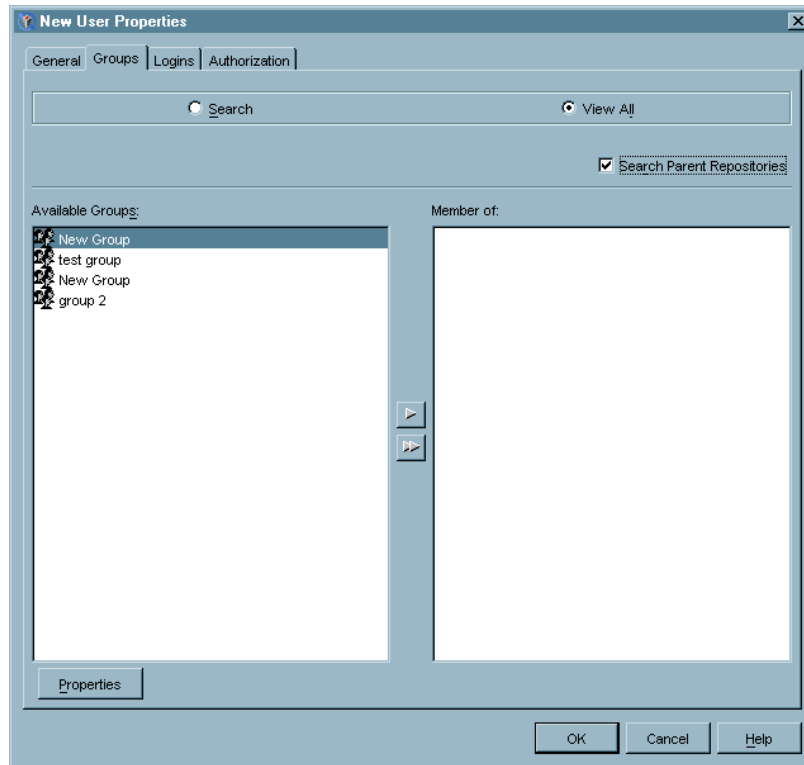 New User Properties
General Groups Logins Authorization
Search View All
Search Parent Repositories
Available Groups: Member of:
New Group
test group
New Group
group 2
Properties
OK Cancel Help